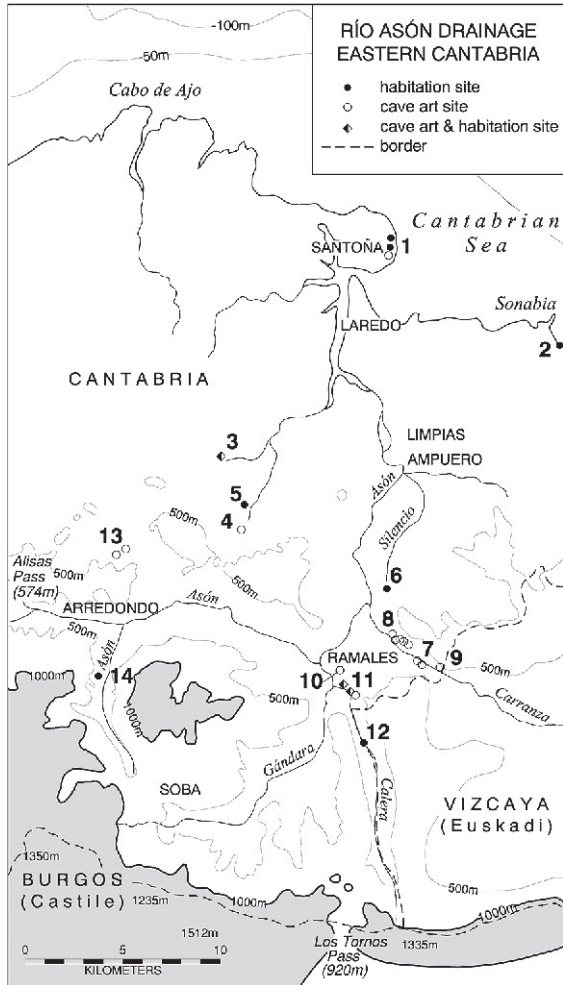 RÍO ASÓN DRAINAGE
EASTERN CANTABRIA
habitation site
cave art site
cave art & habitation site
border
-100m
-50m
Cabo de Ajo
Cantabrian
Sea
SANTOÑA
1
Sonabia
LAREDO
2
CANTABRIA
3
LIMPIAS
AMPUERO
5
500m
4
Asón
Silencio
13
Alisas
Pass
(574m)
500m
500m
6
ARREDONDO
Asón
8
500m
Asón
RAMALES
7
9
500m
1000m
14
10
11
Carranza
1000m
500m
12
Gándara
SOBA
Calera
VIZCAYA
(Euskadi)
1350m
BURGOS
(Castile)
1235m
1000m
500m
1000m
1512m
Los Tornos
Pass
(920m)
1335m
0 5 10
KILOMETERS